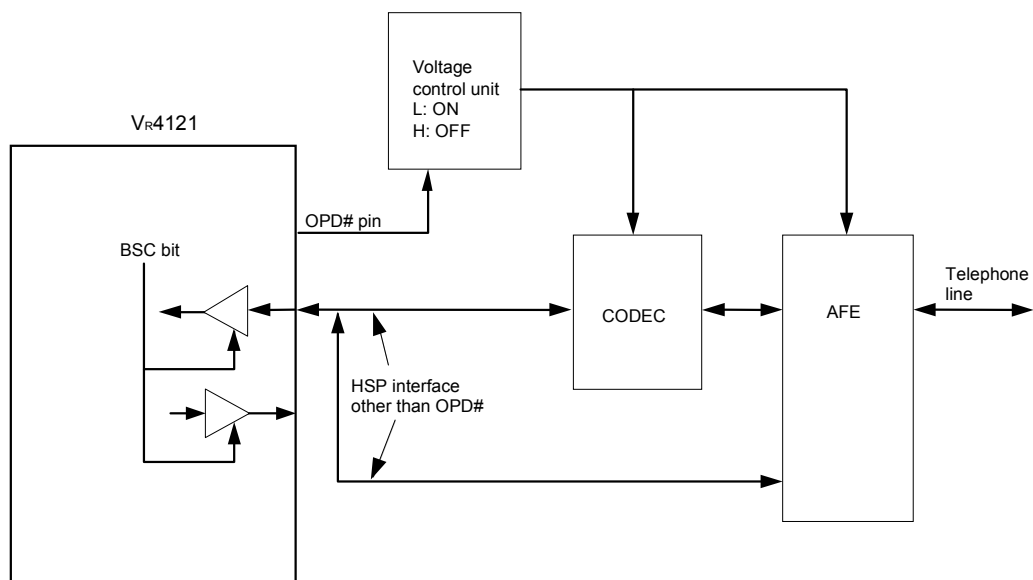 Voltage
control unit
L: ON
H: OFF
VR4121
OPD# pin
BSC bit
CODEC
AFE
Telephone
line
HSP interface
other than OPD#